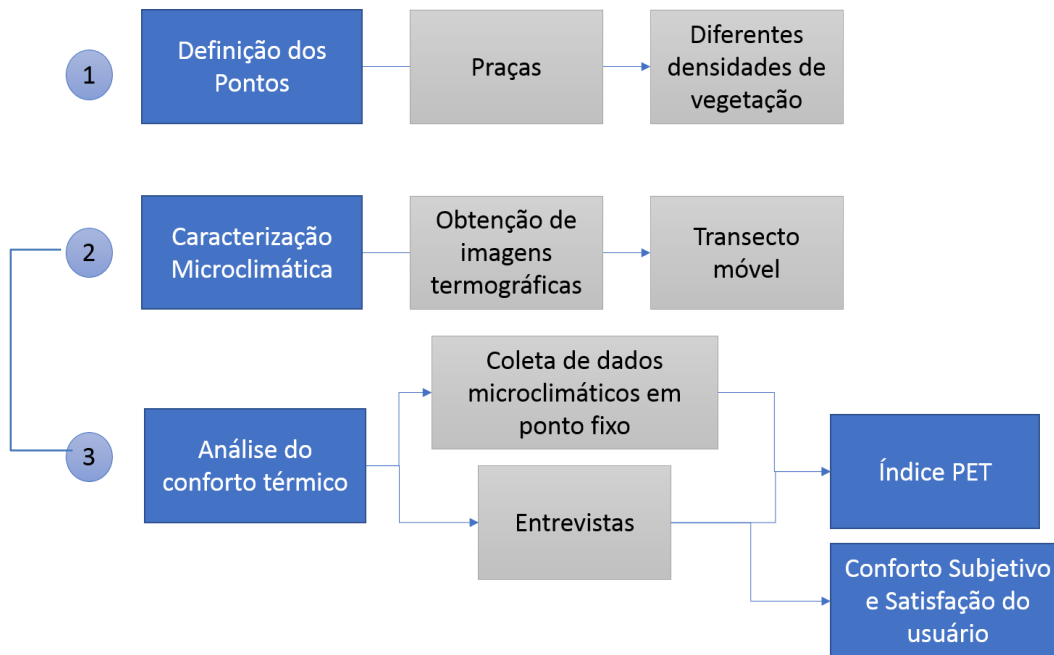 1
Definição dos
Pontos
Praças
Diferentes
densidades de
vegetação
2
Caracterização
Microclimática
Obtenção de
imagens
termográficas
Transecto
móvel
3
Análise do
conforto térmico
Coleta de dados
microclimáticos em
ponto fixo
Entrevistas
Índice PET
Conforto Subjetivo
e Satisfação do
usuário